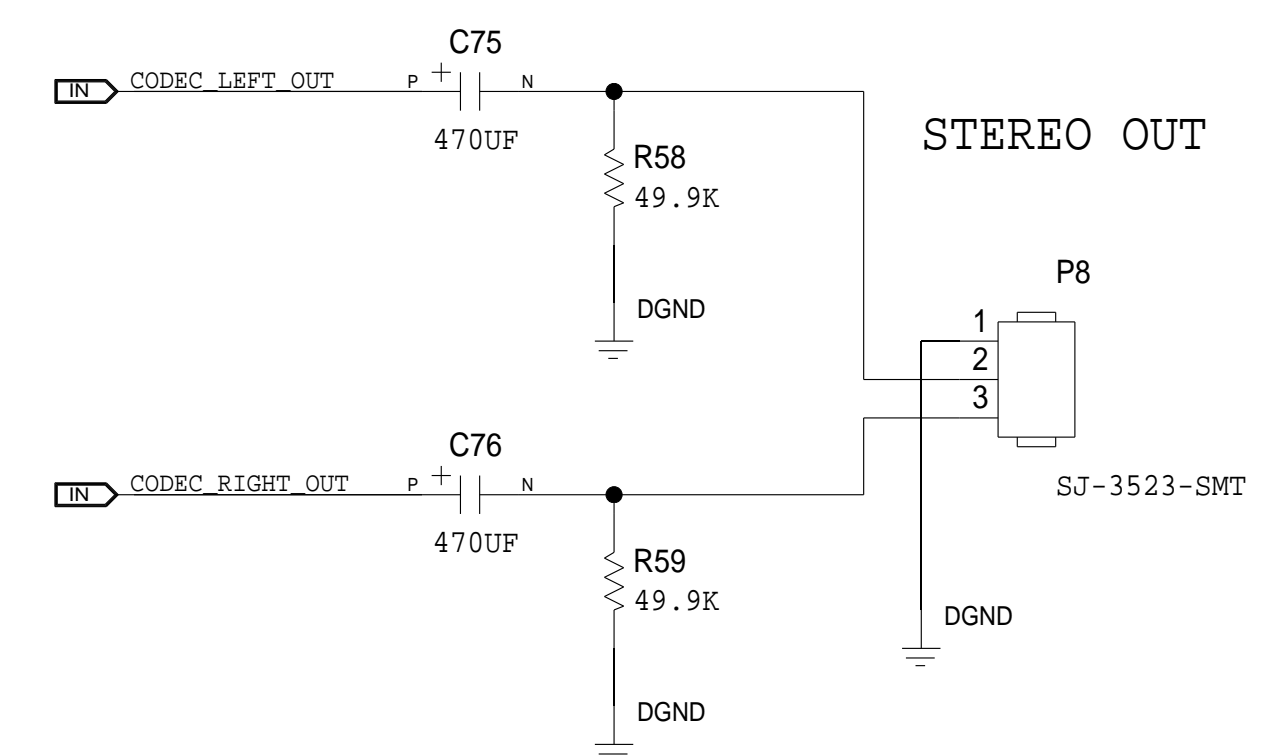 C75
IN CODEC_LEFT_OUT P + N
470UF
STEREO OUT
R58
49.9K
DGND
P8
1
2
3
C76
IN CODEC_RIGHT_OUT P + N
470UF
SJ-3523-SMT
R59
49.9K
DGND
DGND